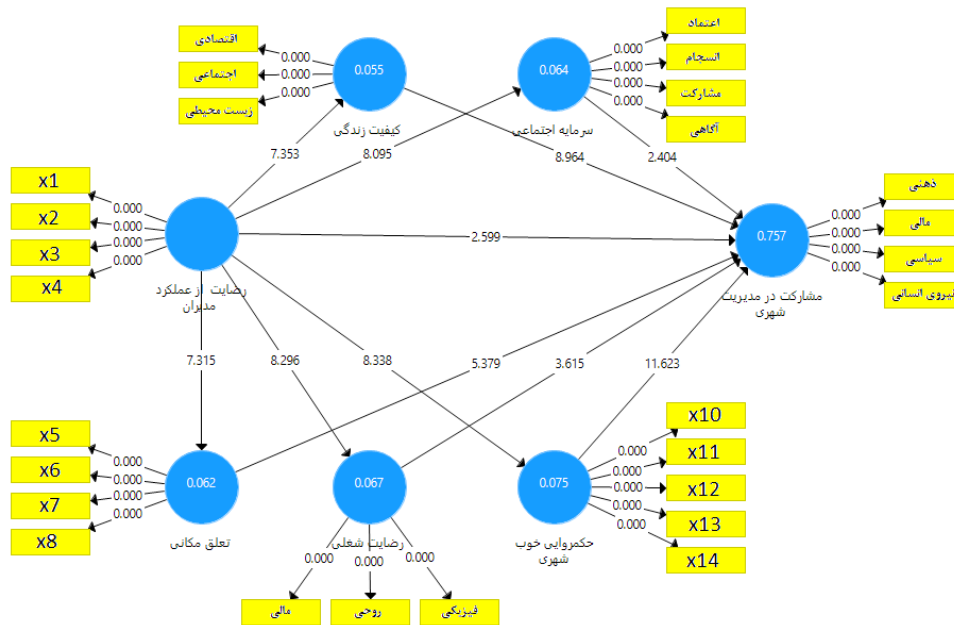 اقتصادی
اجتماعی
زیست محیطی
0.000
0.000
0.000
0.055
کیفیت زندگی
0.064
سرمایه اجتماعی
0.000
0.000
0.000
0.000
اعتماد
انسجام
مشارکت
آگاهی
7.353
8.095
8.964
2.404
x1
x2
x3
x4
0.000
0.000
0.000
0.000
رضایت از عملکرد
مدیران
2.599
0.757
مشارکت در مدیریت
شهری
0.000
0.000
0.000
0.000
ذهنی
مالی
سیاسی
نیروی انسانی
7.315
8.296
8.338
5.379
3.615
11.623
x5
x6
x7
x8
0.000
0.000
0.000
0.000
0.062
تعلق مکانی
0.067
رضایت شغلی
0.000
0.000
0.000
مالی
روحی
فیزیکی
0.075
حکمروایی خوب
شهری
0.000
0.000
0.000
0.000
0.000
x10
x11
x12
x13
x14